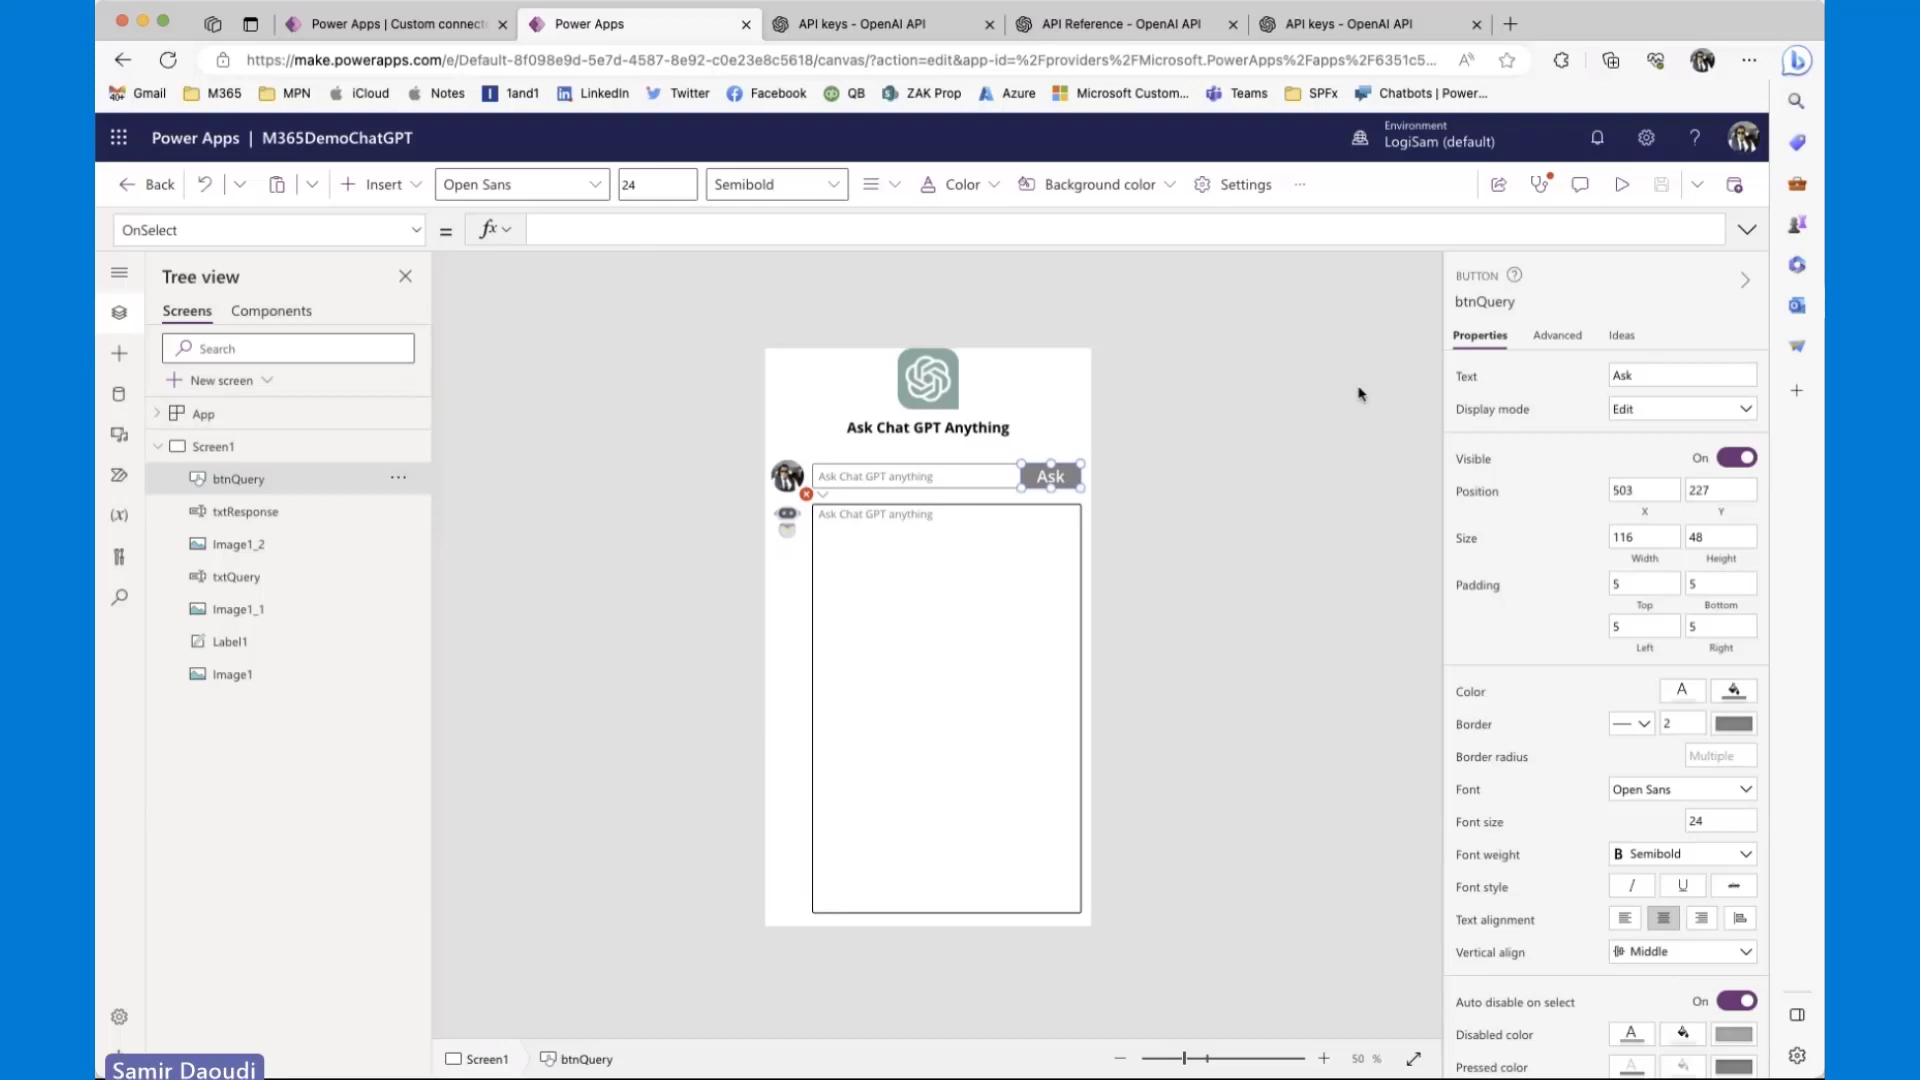 Power Apps | Custom connect
Power Apps
API keys - OpenAI API
API Reference - OpenAI API
API keys - OpenAI API
https://make.powerapps.com/e/Default-8f098e9d-5e7d-4587-8e92-c0e23e8c5618/canvas/?action=edit&app-id=%2Fproviders%2FMicrosoft.PowerApps%2Fapps%2F6351c5...
Gmail
M365
MPN
iCloud
Notes
1and1
LinkedIn
Twitter
Facebook
QB
ZAK Prop
Azure
Microsoft Custom...
Teams
SPFx
Chatbots | Power...
Power Apps | M365DemoChatGPT
Environment
LogiSam (default)
Back
Insert
Open Sans
24
Semibold
Color
Background color
Settings
OnSelect
=
fx
Tree view
Screens
Components
Search
New screen
App
Screen1
btnQuery
txtResponse
Image1_2
txtQuery
Image1_1
Label1
Image1
Ask Chat GPT Anything
Ask Chat GPT anything
Ask
Ask Chat GPT anything
BUTTON
btnQuery
Properties
Advanced
Ideas
Text
Ask
Display mode
Edit
Visible
On
Position
503
227
X
Y
Size
116
48
Width
Height
Padding
5
5
Top
Bottom
5
5
Left
Right
Color
Border
2
Border radius
Multiple
Font
Open Sans
Font size
24
Font weight
B Semibold
Font style
Text alignment
Vertical align
Middle
Auto disable on select
On
Disabled color
Pressed color
Screen1
btnQuery
50 %
Samir Daoudi